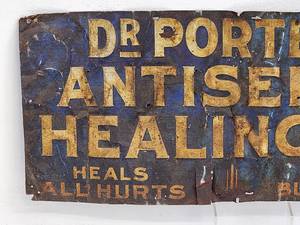 DR PORT
ANTISE
HEALING
HEALS
ALL HURTS